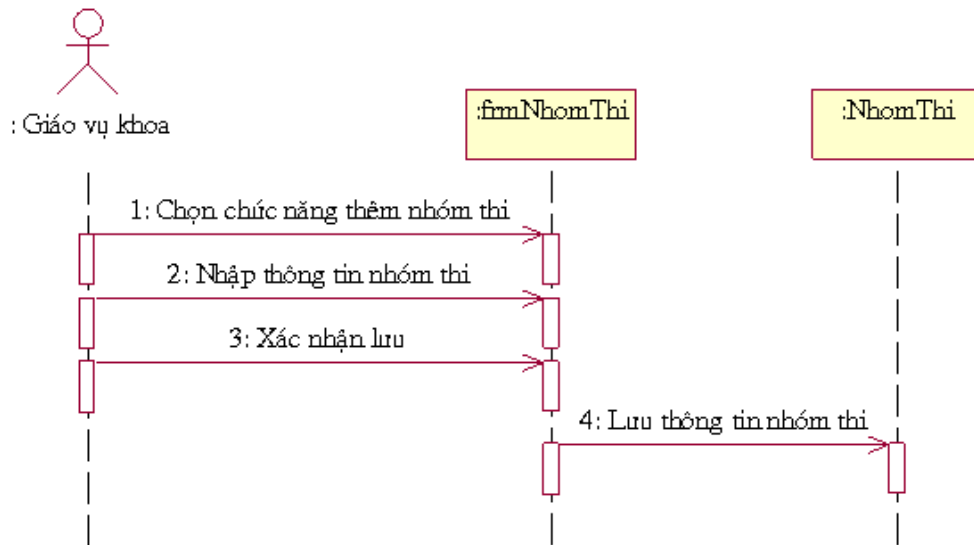 : Giáo vụ khoa
:frmNhomThi
:NhomThi
1: Chọn chức năng thêm nhóm thi
2: Nhập thông tin nhóm thi
3: Xác nhận lưu
4: Lưu thông tin nhóm thi